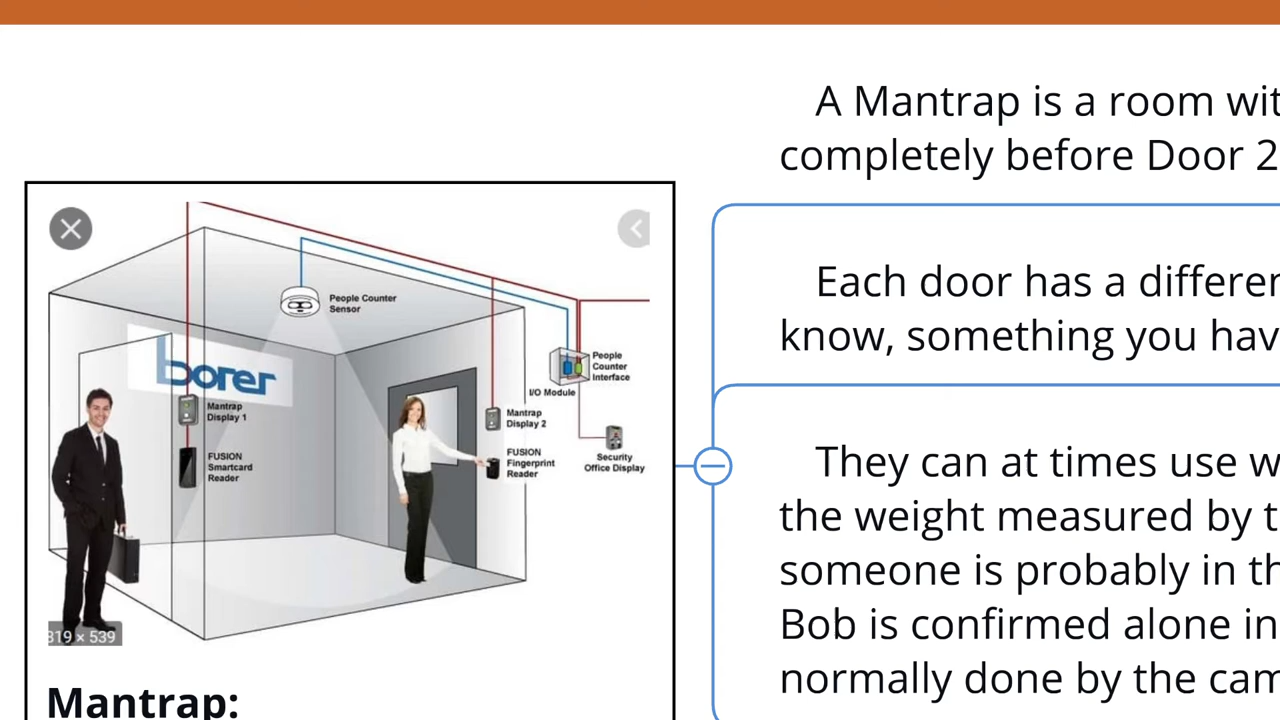 A Mantrap is a room wit
completely before Door 2
Each door has a differen
know, something you hav
They can at times use w
the weight measured by t
someone is probably in th
Bob is confirmed alone in
normally done by the cam
People Counter
Sensor
borer
Mantrap
Display 1
FUSION
Smartcard
Reader
People
Counter
Interface
I/O Module
Mantrap
Display 2
FUSION
Fingerprint
Reader
Security
Office Display
819 × 539
Mantrap: